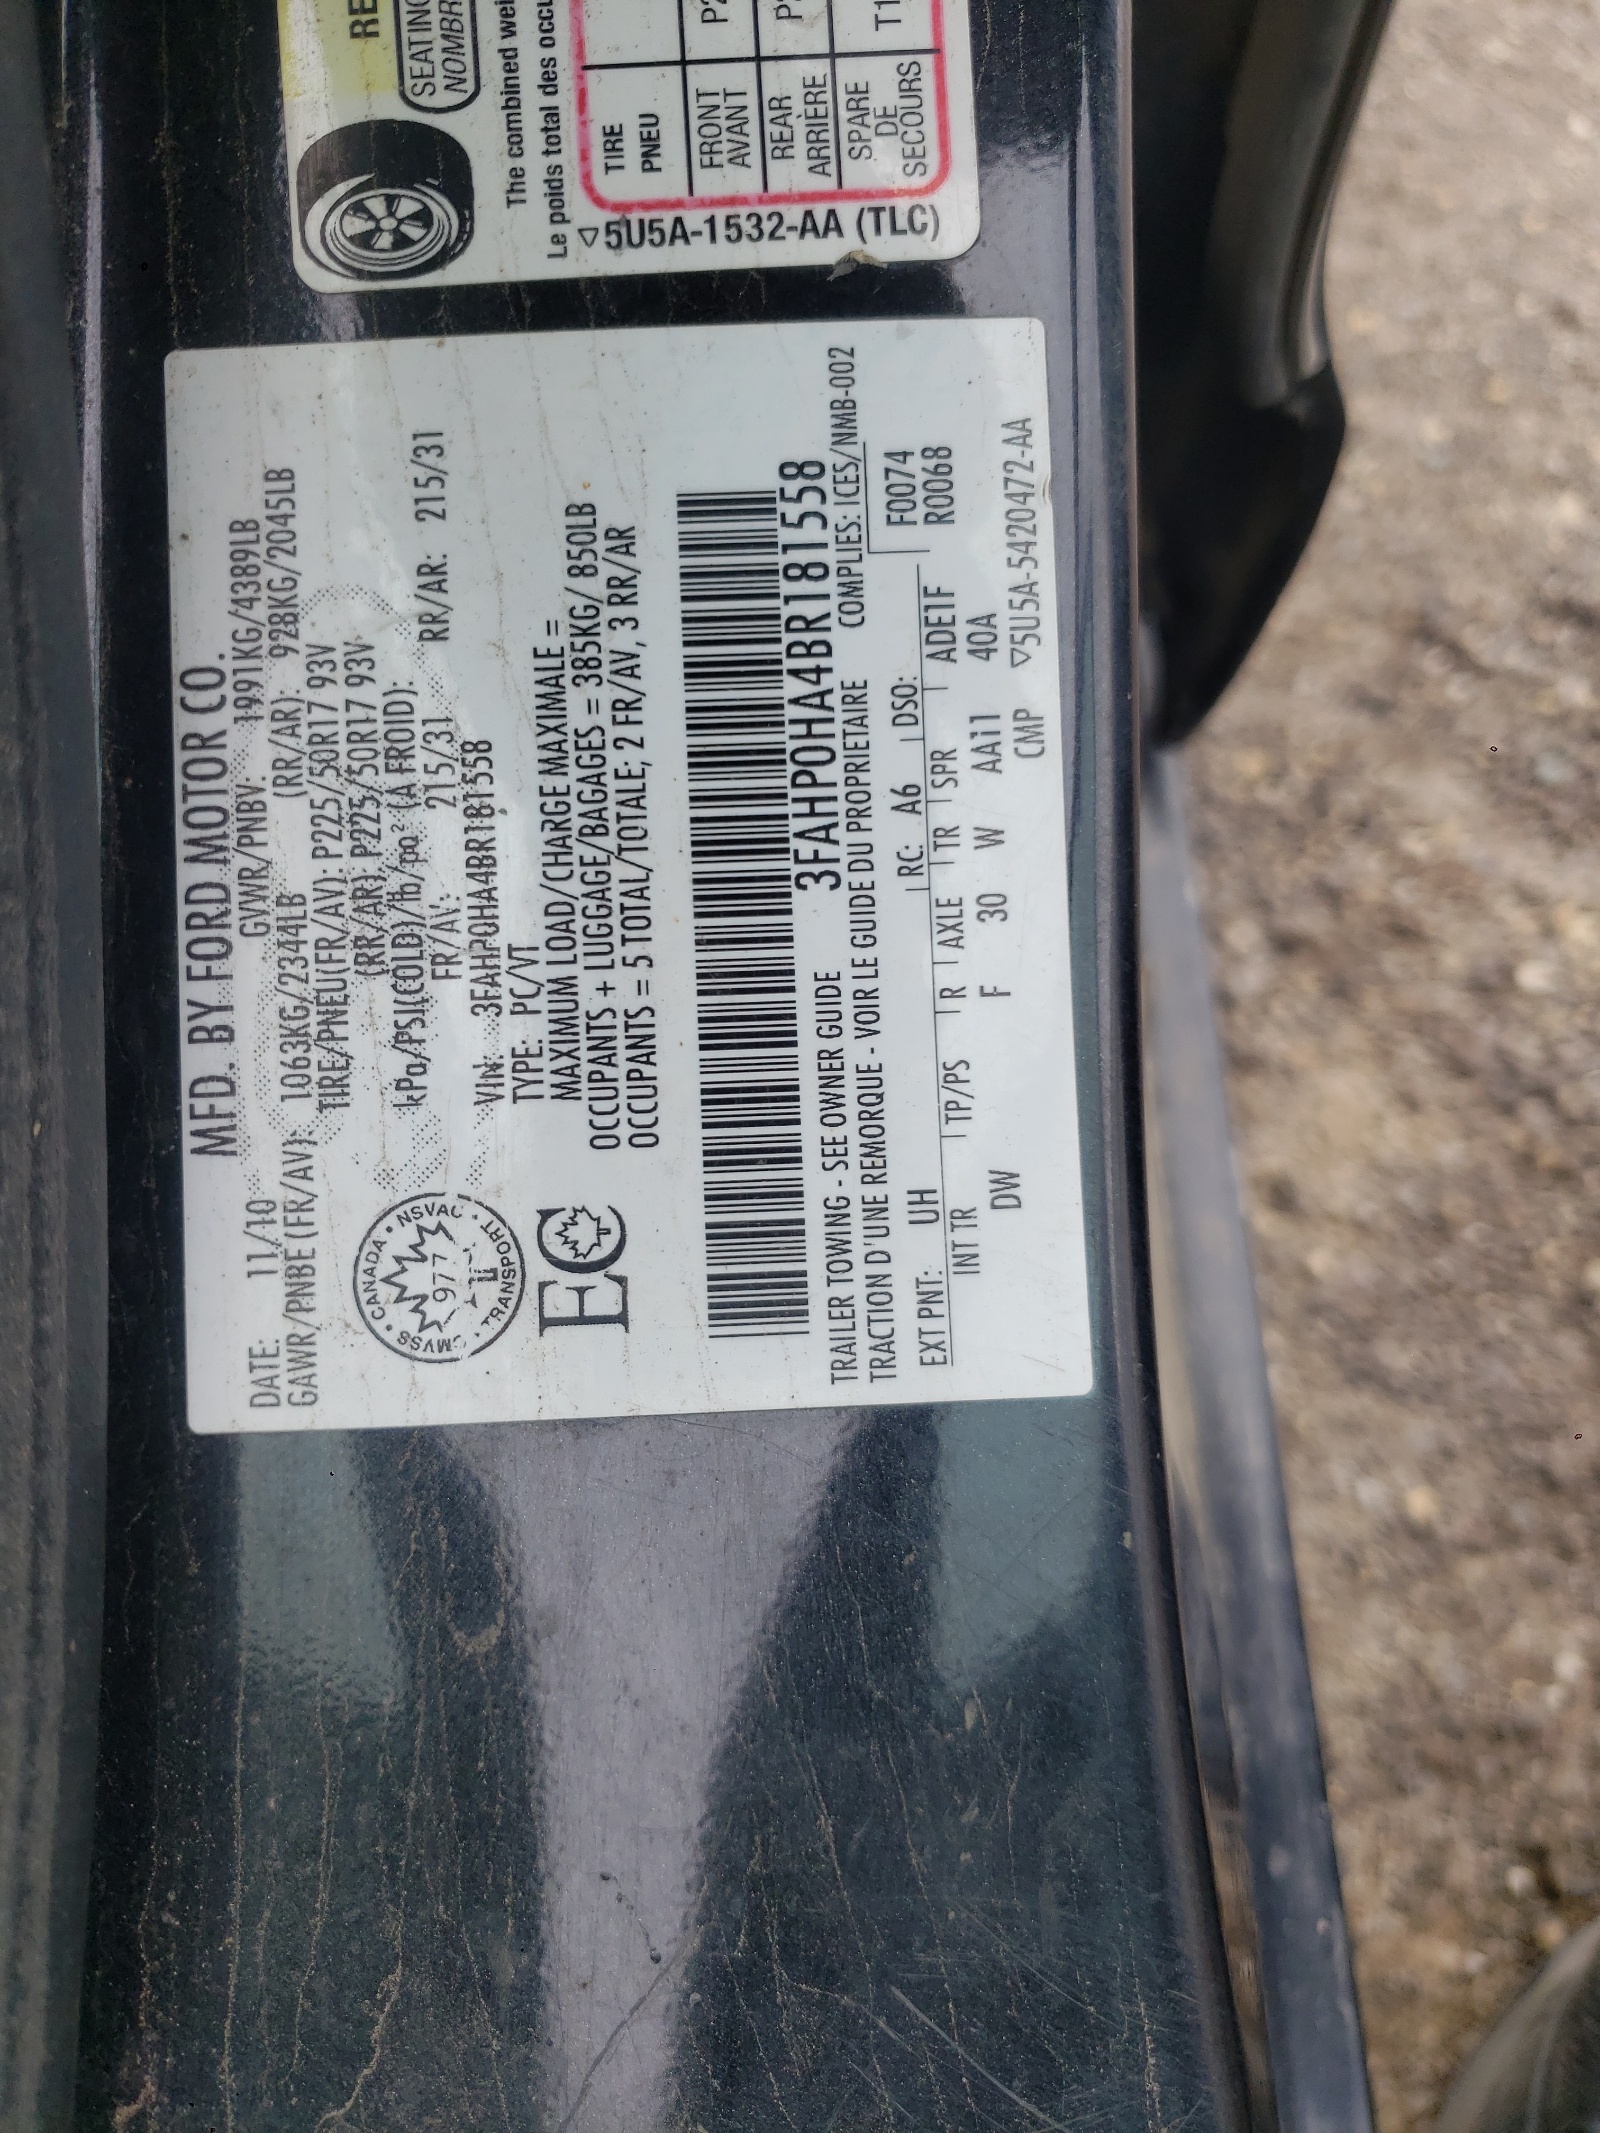 MFD. BY FORD MOTOR CO.
DATE: 11/10 GVWR/PNBV: 1991KG/4389LB
GAWR/PNBE (FR/AV): 1063KG/2344LB (RR/AR): 928KG/2045LB
TIRE/PNEU(FR/AV): P225/50R17 93V
(RR/AR): P225/50R17 93V
kPa/PSI(COLD)/lb/po² (A FROID):
FR/AV: 215/31 RR/AR: 215/31
VIN: 3FAHP0HA4BR181558
TYPE: PC/VT
MAXIMUM LOAD/CHARGE MAXIMALE =
OCCUPANTS + LUGGAGE/BAGAGES = 385KG/ 850LB
OCCUPANTS = 5 TOTAL/TOTALE; 2 FR/AV, 3 RR/AR
CANADA • NSVAC • TRANSPORT • CMVSS •
977
EC
3FAHP0HA4BR181558
TRAILER TOWING - SEE OWNER GUIDE COMPLIES: ICES/NMB-002
TRACTION D'UNE REMORQUE - VOIR LE GUIDE DU PROPRIETAIRE
EXT PNT: UH RC: A6 DSO: F0074
R0068
INT TR TP/PS R AXLE TR SPR ADE1F
DW F 30 W AA11 40A
CMP ▽5U5A-5420472-AA
RE
SEATING
NOMBR
The combined wei
Le poids total des occu
TIRE
PNEU
FRONT
AVANT
REAR
ARRIÈRE
SPARE
DE
SECOURS
T1
◁ 5U5A-1532-AA (TLC)